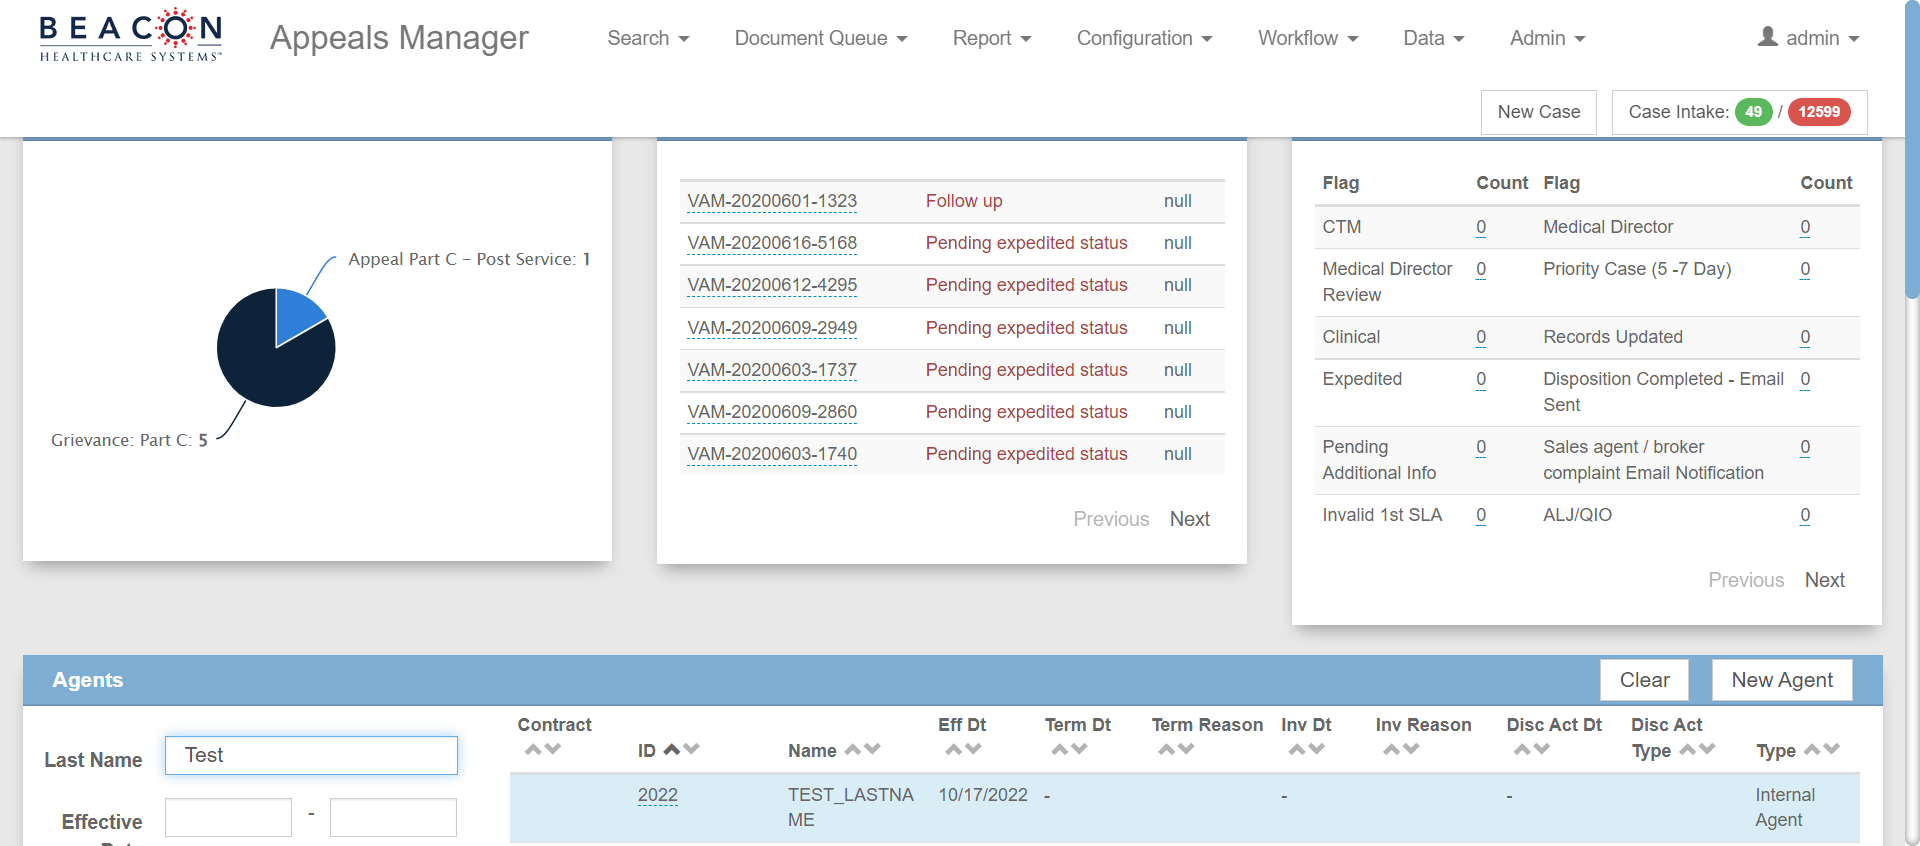 BEACON
HEALTHCARE SYSTEMS™
Appeals Manager
Search
Document Queue
Report
Configuration
Workflow
Data
Admin
admin
New Case
Case Intake: 49 / 12599
Appeal Part C - Post Service: 1
Grievance: Part C: 5
VAM-20200601-1323 Follow up null
VAM-20200616-5168 Pending expedited status null
VAM-20200612-4295 Pending expedited status null
VAM-20200609-2949 Pending expedited status null
VAM-20200603-1737 Pending expedited status null
VAM-20200609-2860 Pending expedited status null
VAM-20200603-1740 Pending expedited status null
Previous Next
Flag Count Flag Count
CTM 0 Medical Director 0
Medical Director 0 Priority Case (5 -7 Day) 0
Review
Clinical 0 Records Updated 0
Expedited 0 Disposition Completed - Email 0
Sent
Pending 0 Sales agent / broker 0
Additional Info complaint Email Notification
Invalid 1st SLA 0 ALJ/QIO 0
Previous Next
Agents
Clear
New Agent
Last Name Test
Effective -
Contract ID Name Eff Dt Term Dt Term Reason Inv Dt Inv Reason Disc Act Dt Disc Act Type Type
2022 TEST_LASTNA 10/17/2022 - - - Internal
ME Agent